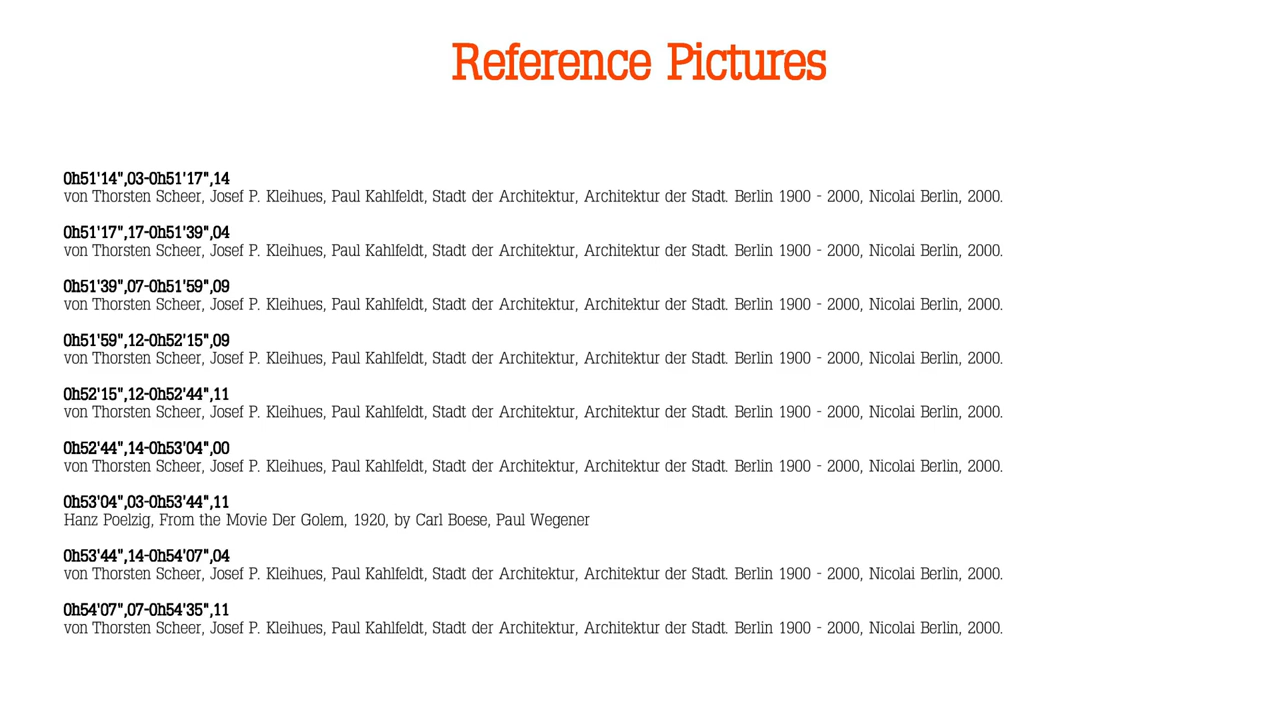 Reference Pictures
0h51'14",03-0h51'17",14
von Thorsten Scheer, Josef P. Kleihues, Paul Kahlfeldt, Stadt der Architektur, Architektur der Stadt. Berlin 1900 - 2000, Nicolai Berlin, 2000.
0h51'17",17-0h51'39",04
von Thorsten Scheer, Josef P. Kleihues, Paul Kahlfeldt, Stadt der Architektur, Architektur der Stadt. Berlin 1900 - 2000, Nicolai Berlin, 2000.
0h51'39",07-0h51'59",09
von Thorsten Scheer, Josef P. Kleihues, Paul Kahlfeldt, Stadt der Architektur, Architektur der Stadt. Berlin 1900 - 2000, Nicolai Berlin, 2000.
0h51'59",12-0h52'15",09
von Thorsten Scheer, Josef P. Kleihues, Paul Kahlfeldt, Stadt der Architektur, Architektur der Stadt. Berlin 1900 - 2000, Nicolai Berlin, 2000.
0h52'15",12-0h52'44",11
von Thorsten Scheer, Josef P. Kleihues, Paul Kahlfeldt, Stadt der Architektur, Architektur der Stadt. Berlin 1900 - 2000, Nicolai Berlin, 2000.
0h52'44",14-0h53'04",00
von Thorsten Scheer, Josef P. Kleihues, Paul Kahlfeldt, Stadt der Architektur, Architektur der Stadt. Berlin 1900 - 2000, Nicolai Berlin, 2000.
0h53'04",03-0h53'44",11
Hanz Poelzig, From the Movie Der Golem, 1920, by Carl Boese, Paul Wegener
0h53'44",14-0h54'07",04
von Thorsten Scheer, Josef P. Kleihues, Paul Kahlfeldt, Stadt der Architektur, Architektur der Stadt. Berlin 1900 - 2000, Nicolai Berlin, 2000.
0h54'07",07-0h54'35",11
von Thorsten Scheer, Josef P. Kleihues, Paul Kahlfeldt, Stadt der Architektur, Architektur der Stadt. Berlin 1900 - 2000, Nicolai Berlin, 2000.